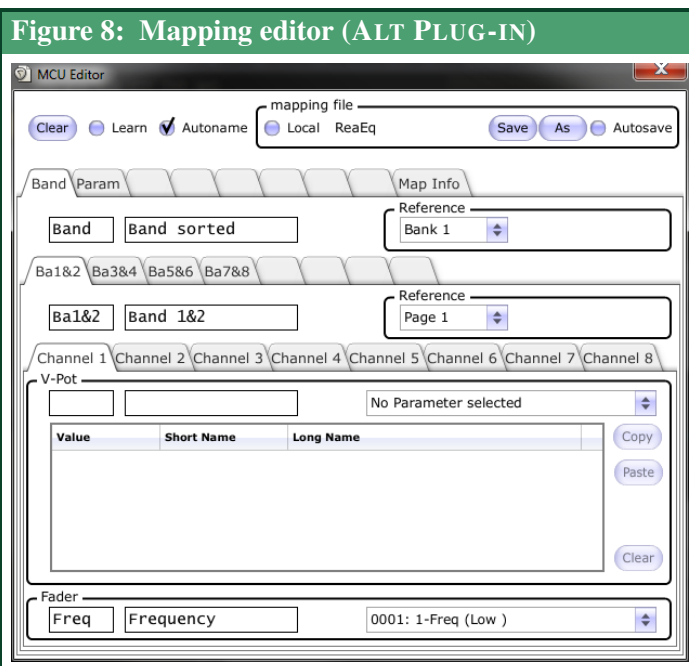 Figure 8: Mapping editor (ALT PLUG-IN)
MCU Editor
mapping file
Clear Learn Autoname Local ReaEq Save As Autosave
Band Param Map Info
Reference
Band Band sorted Bank 1
Ba1&2 Ba3&4 Ba5&6 Ba7&8
Reference
Ba1&2 Band 1&2 Page 1
Channel 1 Channel 2 Channel 3 Channel 4 Channel 5 Channel 6 Channel 7 Channel 8
V-Pot
No Parameter selected
Value Short Name Long Name Copy
Paste
Clear
Fader
Freq Frequency 0001: 1-Freq (Low )